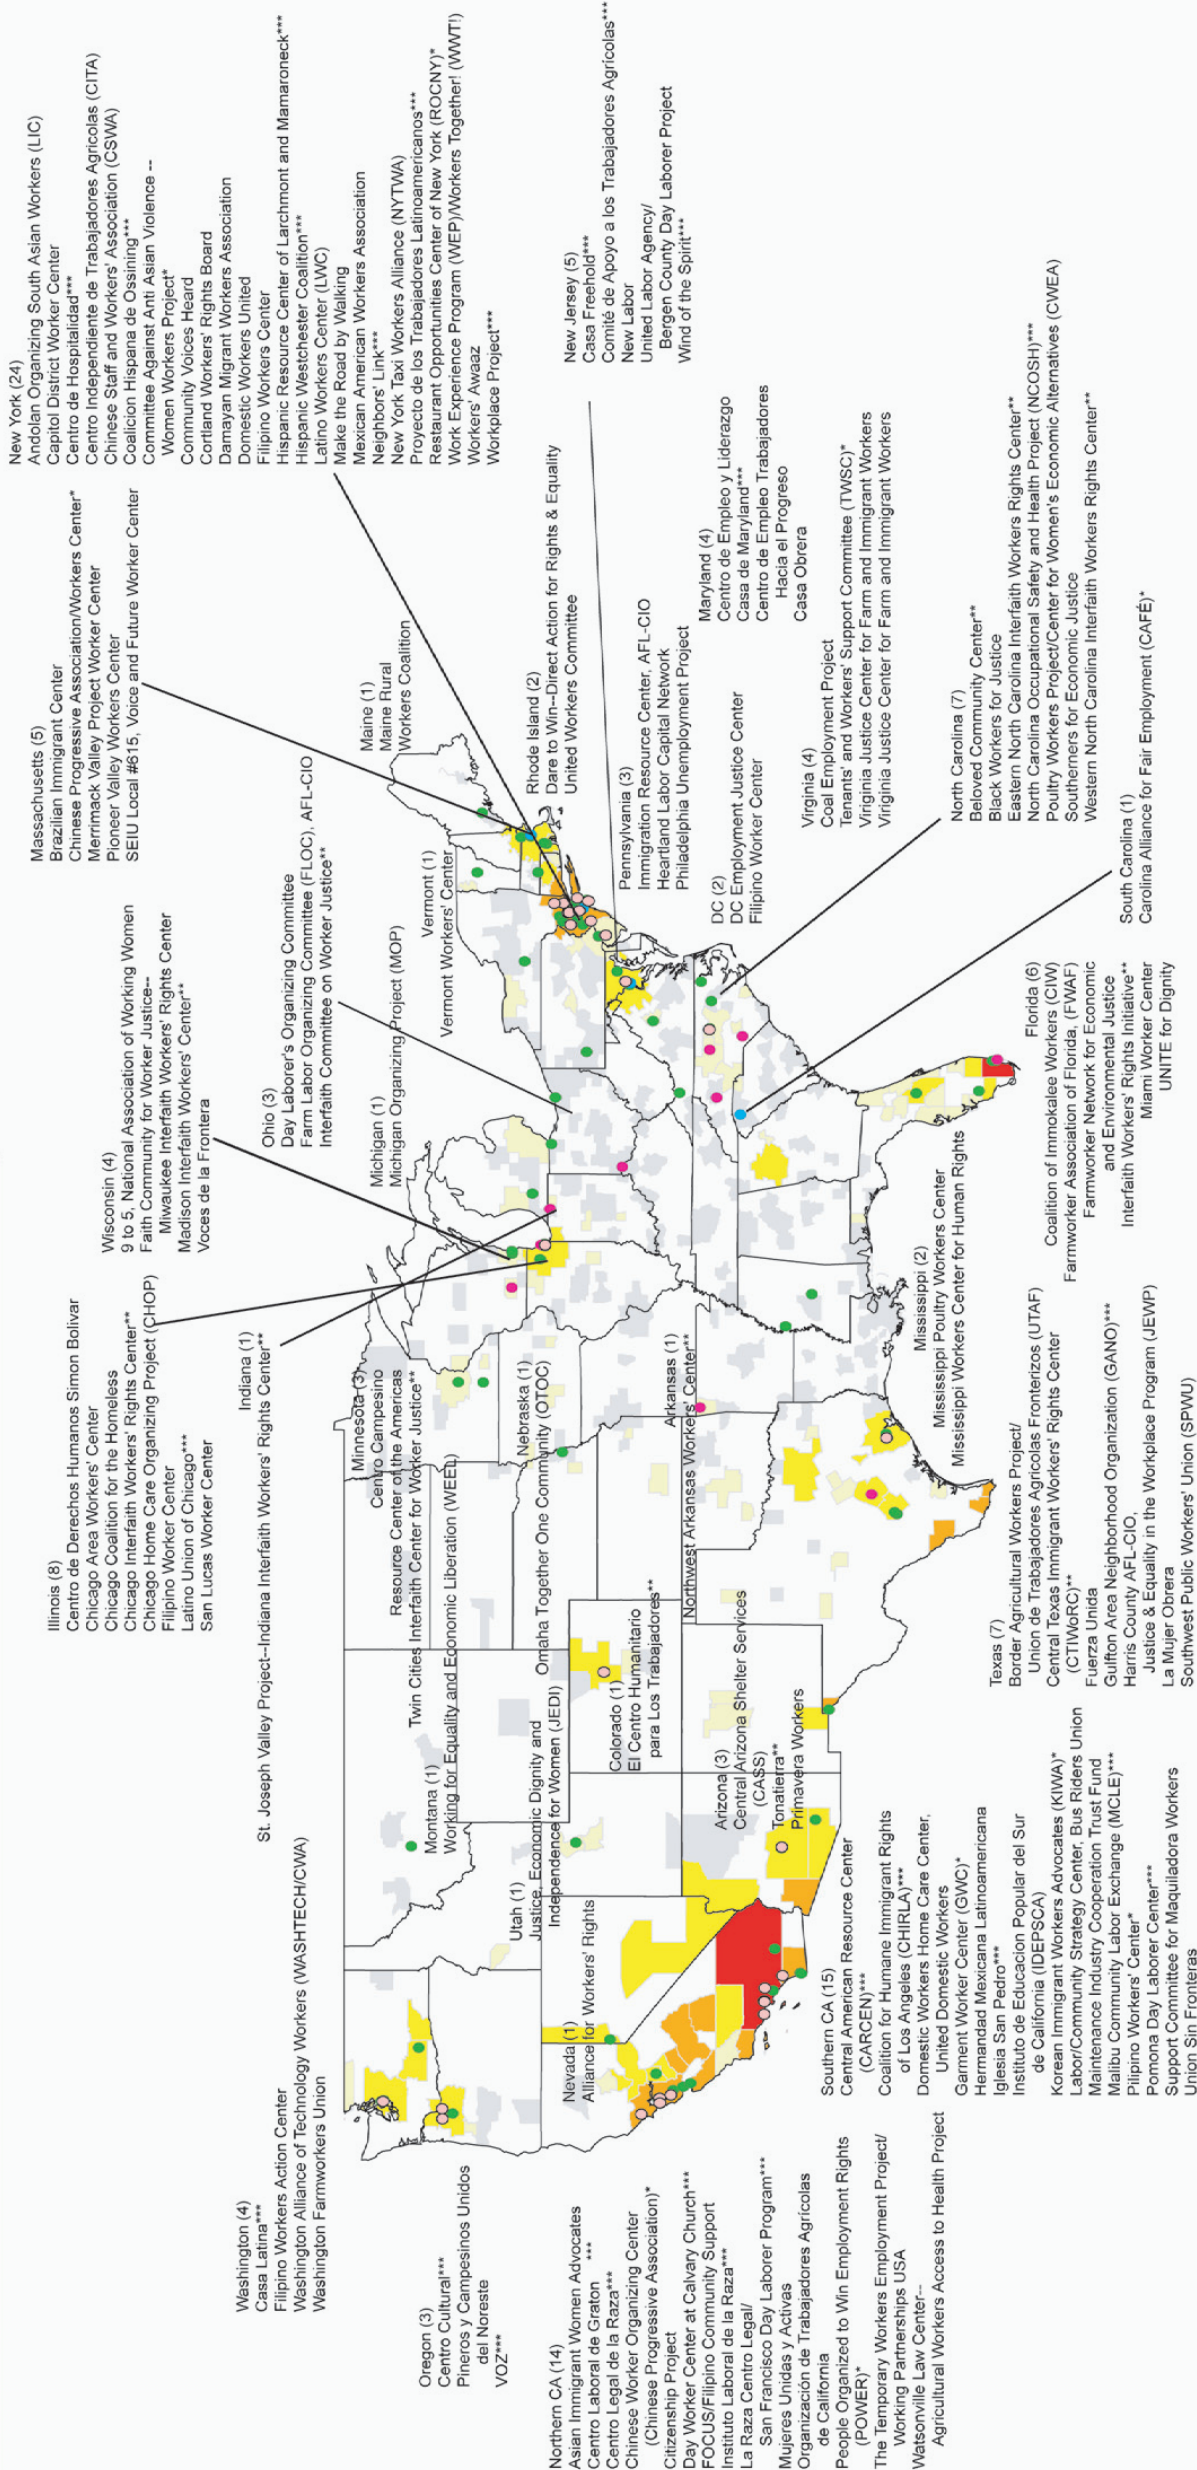 Washington (4)
Casa Latina***
Filipino Workers Action Center
Washington Alliance of Technology Workers (WASHTECH/CWA)
Washington Farmworkers Union
Oregon (3)
Centro Cultural***
Pineros y Campesinos Unidos
del Noreste
VOZ***
Northern CA (14)
Asian Immigrant Women Advocates
Centro Laboral de Graton
***
Centro Legal de la Raza***
Chinese Worker Organizing Center
(Chinese Progressive Association)*
Citizenship Project
Day Worker Center at Calvary Church***
FOCUS/Filipino Community Support
Instituto Laboral de la Raza***
La Raza Centro Legal/
San Francisco Day Laborer Program***
Mujeres Unidas y Activas
Organización de Trabajadores Agricolas
de California
People Organized to Win Employment Rights
(POWER)*
The Temporary Workers Employment Project/
Working Partnerships USA
Watsonville Law Center--
Agricultural Workers Access to Health Project
Southern CA (15)
Central American Resource Center
(CARCEN)***
Coalition for Humane Immigrant Rights
of Los Angeles (CHIRLA)***
Domestic Workers Home Care Center,
United Domestic Workers
Garment Worker Center (GWC)*
Hermandad Mexicana Latinoamericana
Iglesia San Pedro***
Instituto de Educacion Popular del Sur
de California (IDEPSCA)
Korean Immigrant Workers Advocates (KIWA)*
Labor/Community Strategy Center, Bus Riders Union
Maintenance Industry Cooperation Trust Fund
Malibu Community Labor Exchange (MCLE)***
Pilipino Workers' Center*
Pomona Day Laborer Center***
Support Committee for Maquiladora Workers
Union Sin Fronteras
Nevada (1)
Alliance for Workers' Rights
Utah (1)
Justice, Economic Dignity and
Independence for Women (JEDI)
Montana (1)
Working for Equality and Economic Liberation (WEEL)
Arizona (3)
Central Arizona Shelter Services
(CASS)
Tonatierra**
Primavera Workers
Colorado (1)
El Centro Humanitario
para Los Trabajadores**
Texas (7)
Border Agricultural Workers Project/
Union de Trabajadores Agricolas Fronterizos (UTAF)
Central Texas Immigrant Workers' Rights Center
(CTIWoRC)**
Fuerza Unida
Gulfton Area Neighborhood Organization (GANO)***
Harris County AFL-CIO,
Justice & Equality in the Workplace Program (JEWP)
La Mujer Obrera
Southwest Public Workers' Union (SPWU)
Illinois (8)
Centro de Derechos Humanos Simon Bolivar
Chicago Area Workers' Center
Chicago Coalition for the Homeless
Chicago Interfaith Workers' Rights Center**
Chicago Home Care Organizing Project (CHOP)
Filipino Worker Center
Latino Union of Chicago***
San Lucas Worker Center
Indiana (1)
St. Joseph Valley Project--Indiana Interfaith Workers' Rights Center**
Minnesota (3)
Centro Campesino
Resource Center of the Americas
Twin Cities Interfaith Center for Worker Justice**
Nebraska (1)
Omaha Together One Community (OTOC)
Arkansas (1)
Northwest Arkansas Workers' Center**
Mississippi (2)
Mississippi Poultry Workers Center
Mississippi Workers Center for Human Rights
Wisconsin (4)
9 to 5, National Association of Working Women
Faith Community for Worker Justice--
Milwaukee Interfaith Workers' Rights Center
Madison Interfaith Workers' Center**
Voces de la Frontera
Ohio (3)
Day Laborer's Organizing Committee
Farm Labor Organizing Committee (FLOC), AFL-CIO
Interfaith Committee on Worker Justice**
Michigan (1)
Michigan Organizing Project (MOP)
Vermont (1)
Vermont Workers' Center
Florida (6)
Coalition of Immokalee Workers (CIW)
Farmworker Association of Florida, (FWAF)
Farmworker Network for Economic
and Environmental Justice
Interfaith Workers' Rights Initiative**
Miami Worker Center
UNITE for Dignity
Massachusetts (5)
Brazilian Immigrant Center
Chinese Progressive Association/Workers Center*
Merrimack Valley Project Worker Center
Pioneer Valley Workers Center
SEIU Local #615, Voice and Future Worker Center
Maine (1)
Maine Rural
Workers Coalition
Rhode Island (2)
Dare to Win--Direct Action for Rights & Equality
United Workers Committee
Pennsylvania (3)
Immigration Resource Center, AFL-CIO
Heartland Labor Capital Network
Philadelphia Unemployment Project
DC (2)
DC Employment Justice Center
Filipino Worker Center
Maryland (4)
Centro de Empleo y Liderazgo
Casa de Maryland***
Centro de Empleo Trabajadores
Hacia el Progreso
Casa Obrera
Virginia (4)
Coal Employment Project
Tenants' and Workers' Support Committee (TWSC)*
Virginia Justice Center for Farm and Immigrant Workers
Virginia Justice Center for Farm and Immigrant Workers
North Carolina (7)
Beloved Community Center**
Black Workers for Justice
Eastern North Carolina Interfaith Workers Rights Center**
North Carolina Occupational Safety and Health Project (NCOSH)***
Poultry Workers Project/Center for Women's Economic Alternatives (CWEA)
Southerners for Economic Justice
Western North Carolina Interfaith Workers Rights Center**
South Carolina (1)
Carolina Alliance for Fair Employment (CAFÉ)*
New York (24)
Andolan Organizing South Asian Workers (LIC)
Capitol District Worker Center
Centro de Hospitalidad***
Centro Independiente de Trabajadores Agricolas (CITA)
Chinese Staff and Workers' Association (CSWA)
Coalicion Hispana de Ossining***
Committee Against Anti Asian Violence --
Women Workers Project*
Community Voices Heard
Cortland Workers' Rights Board
Damayan Migrant Workers Association
Domestic Workers United
Filipino Workers Center
Hispanic Resource Center of Larchmont and Mamaroneck***
Hispanic Westchester Coalition***
Latino Workers Center (LWC)
Make the Road by Walking
Mexican American Workers Association
Neighbors' Link***
New York Taxi Workers Alliance (NYTWA)
Proyecto de los Trabajadores Latinoamericanos***
Restaurant Opportunities Center of New York (ROCNY)*
Work Experience Program (WEP)/Workers Together! (WWT!)
Workers' Awaaz
Workplace Project***
New Jersey (5)
Casa Freehold***
Comité de Apoyo a los Trabajadores Agricolas***
New Labor
United Labor Agency/
Bergen County Day Laborer Project
Wind of the Spirit***